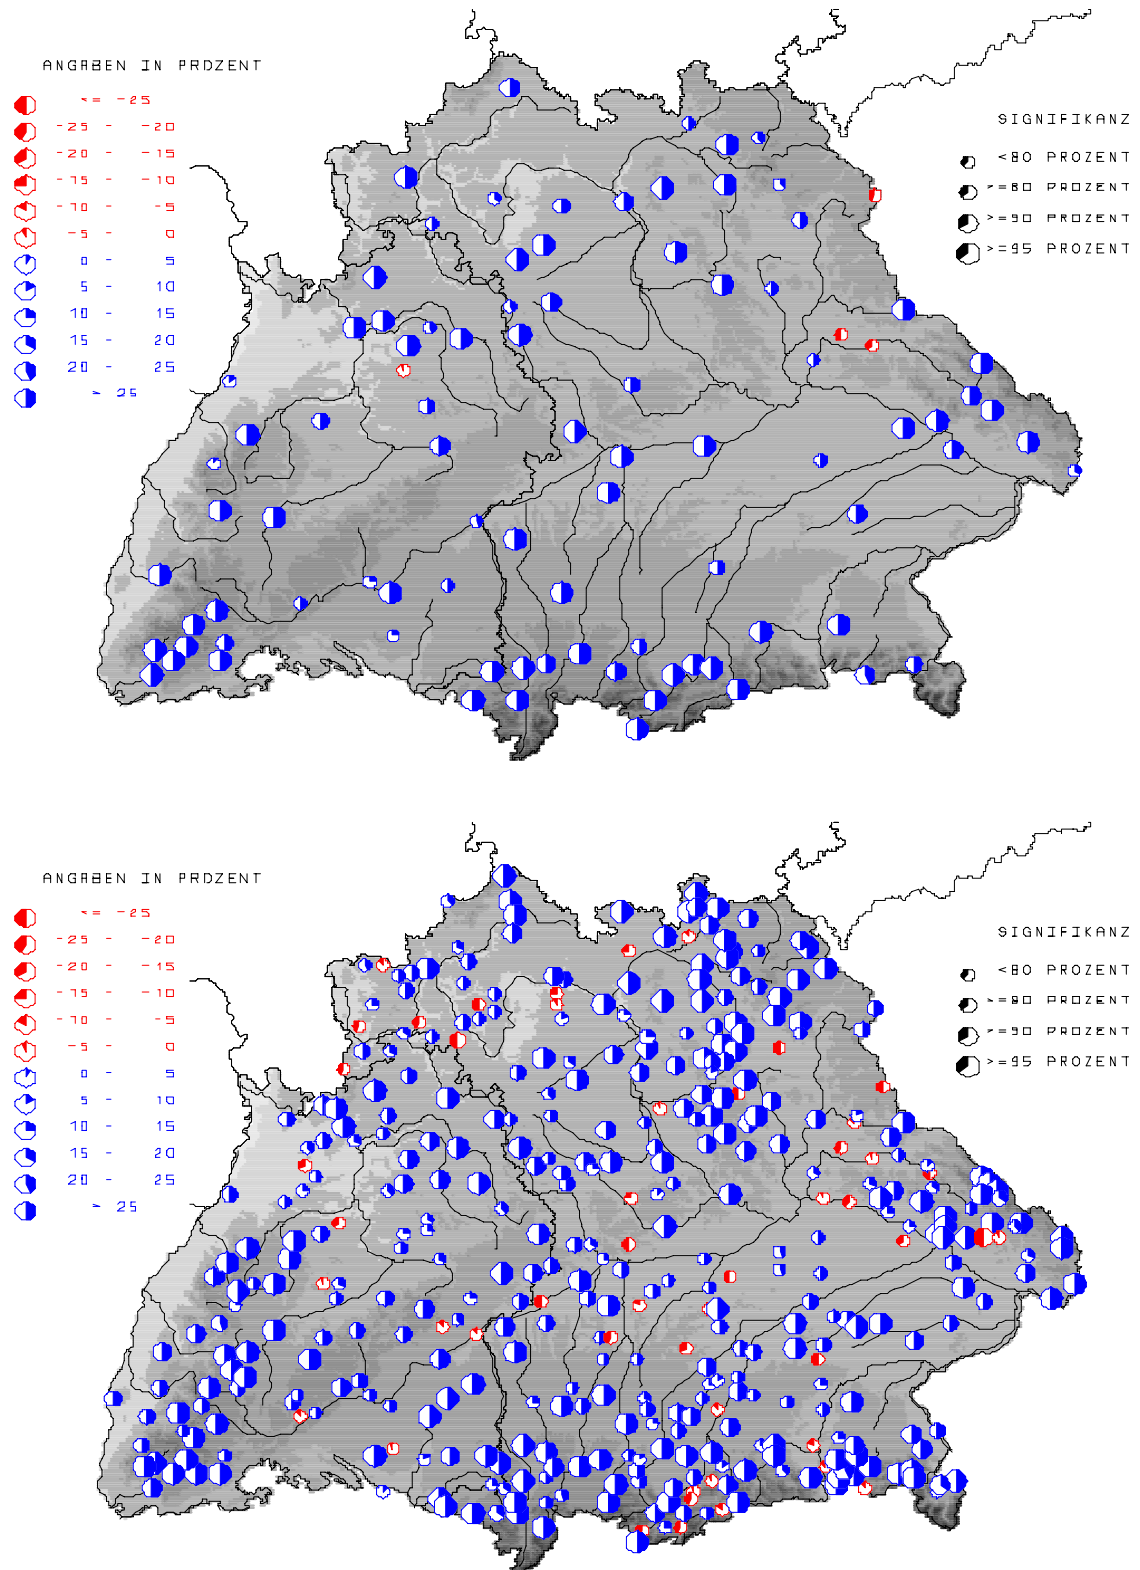 ANGABEN IN PROZENT
<= -25
-25 - -20
-20 - -15
-15 - -10
-10 - -5
-5 - 0
0 - 5
5 - 10
10 - 15
15 - 20
20 - 25
> 25
SIGNIFIKANZ
<80 PROZENT
>=80 PROZENT
>=90 PROZENT
>=95 PROZENT
ANGABEN IN PROZENT
<= -25
-25 - -20
-20 - -15
-15 - -10
-10 - -5
-5 - 0
0 - 5
5 - 10
10 - 15
15 - 20
20 - 25
> 25
SIGNIFIKANZ
<80 PROZENT
>=80 PROZENT
>=90 PROZENT
>=95 PROZENT